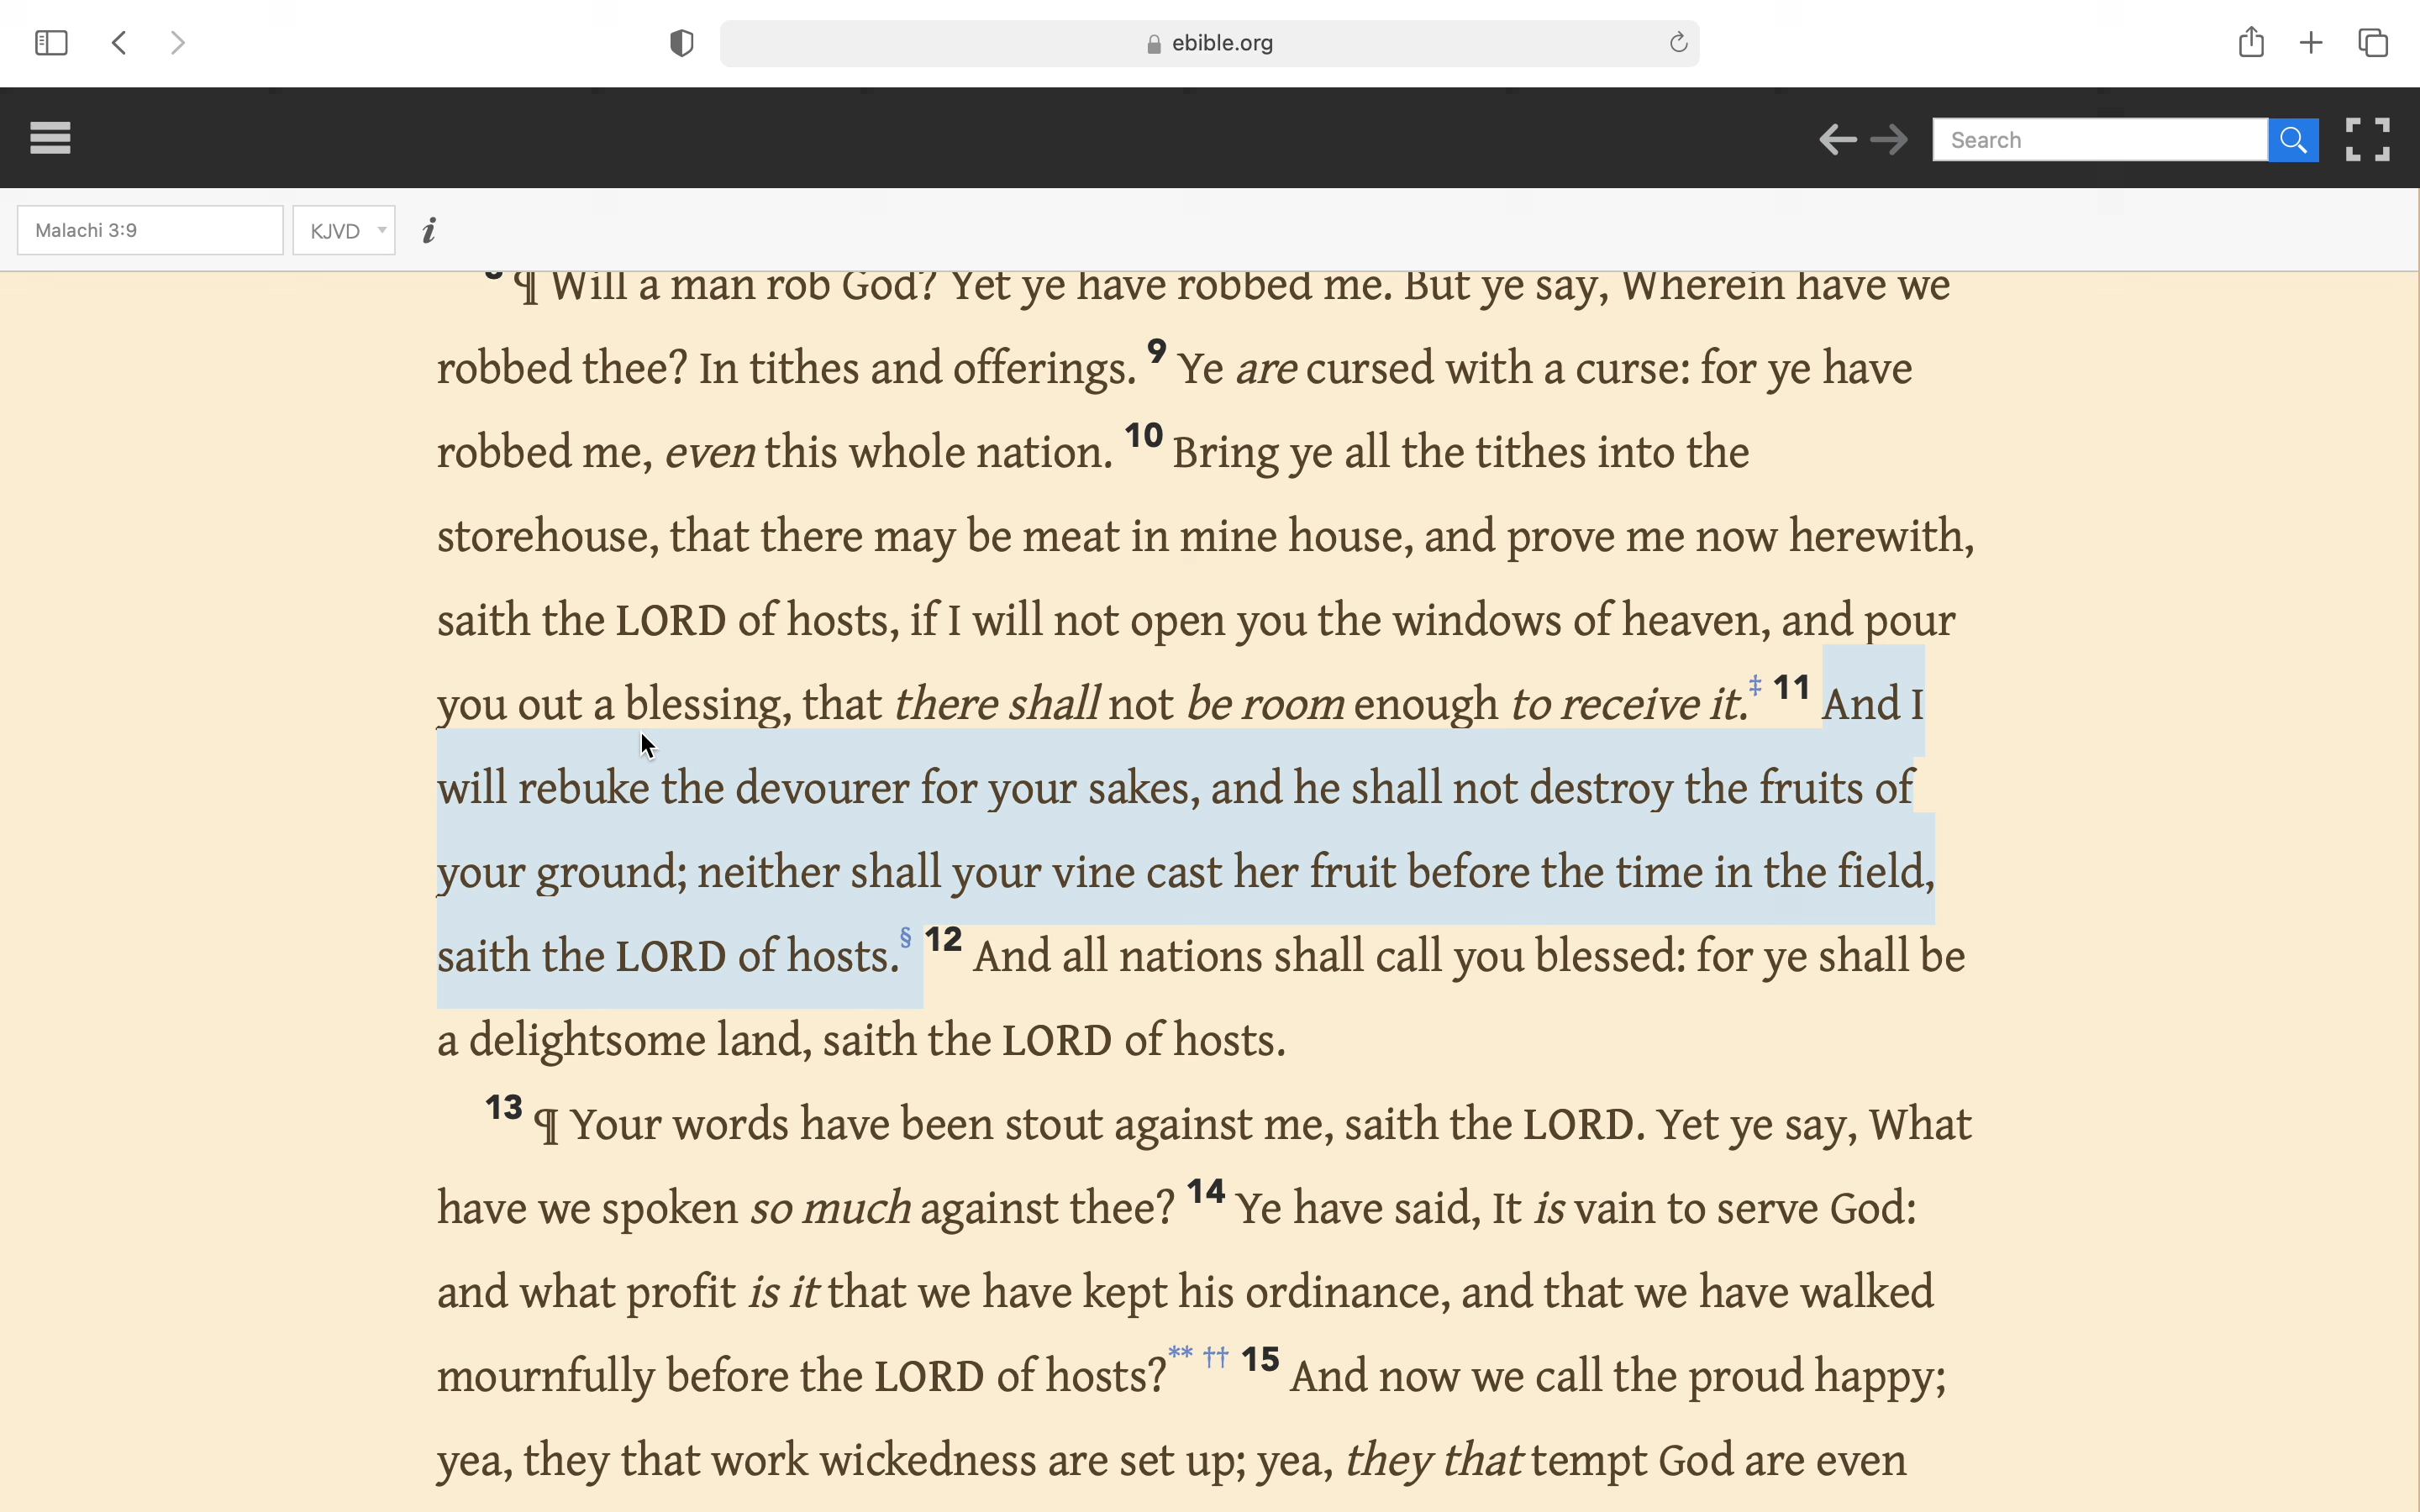 ebible.org
Search
Malachi 3:9
KJVD
i
¶ Will a man rob God? Yet ye have robbed me. But ye say, Wherein have we
robbed thee? In tithes and offerings. 9 Ye are cursed with a curse: for ye have
robbed me, even this whole nation. 10 Bring ye all the tithes into the
storehouse, that there may be meat in mine house, and prove me now herewith,
saith the LORD of hosts, if I will not open you the windows of heaven, and pour
you out a blessing, that there shall not be room enough to receive it.‡ 11 And I
will rebuke the devourer for your sakes, and he shall not destroy the fruits of
your ground; neither shall your vine cast her fruit before the time in the field,
saith the LORD of hosts.§ 12 And all nations shall call you blessed: for ye shall be
a delightsome land, saith the LORD of hosts.
13 ¶ Your words have been stout against me, saith the LORD. Yet ye say, What
have we spoken so much against thee? 14 Ye have said, It is vain to serve God:
and what profit is it that we have kept his ordinance, and that we have walked
mournfully before the LORD of hosts?** †† 15 And now we call the proud happy;
yea, they that work wickedness are set up; yea, they that tempt God are even